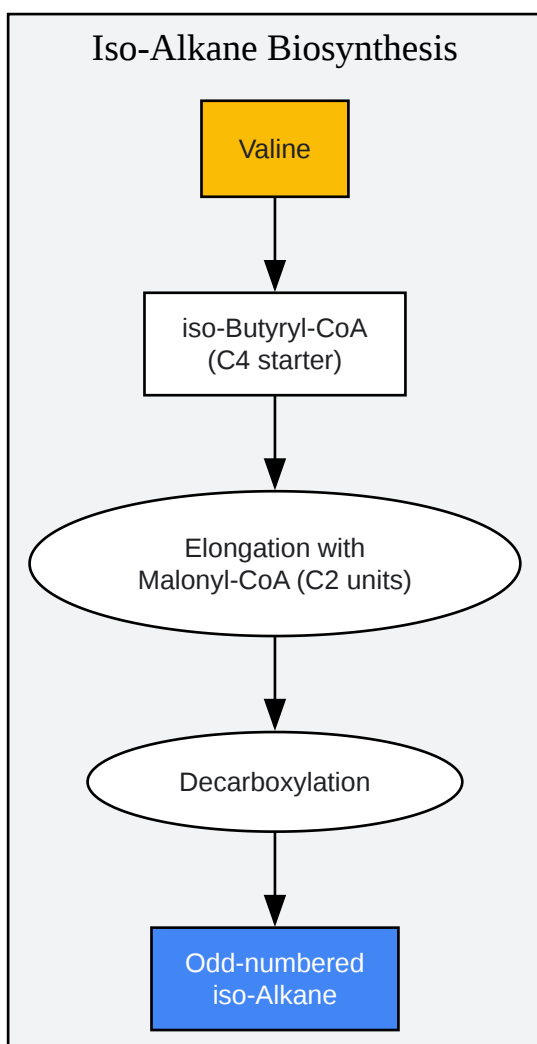 Iso-Alkane Biosynthesis
Valine
iso-Butyryl-CoA
(C4 starter)
Elongation with
Malonyl-CoA (C2 units)
Decarboxylation
Odd-numbered
iso-Alkane